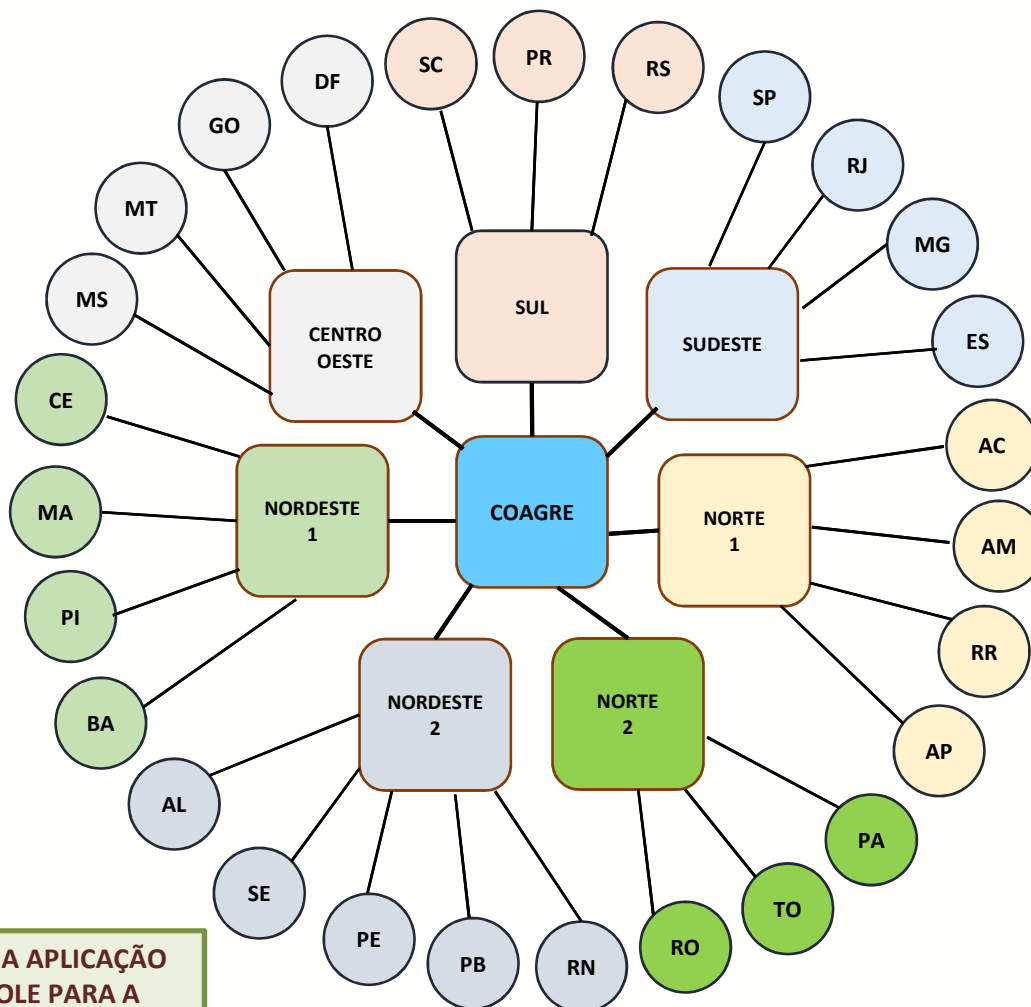 SC
PR
RS
DF
SP
GO
RJ
MT
MG
MS
ES
CENTRO
OESTE
SUL
SUDESTE
CE
AC
MA
NORDESTE
1
COAGRE
NORTE
1
AM
PI
RR
BA
NORDESTE
2
NORTE
2
AP
AL
PA
SE
TO
PE
PB
RN
RO
A APLICAÇÃO
OLE PARA A